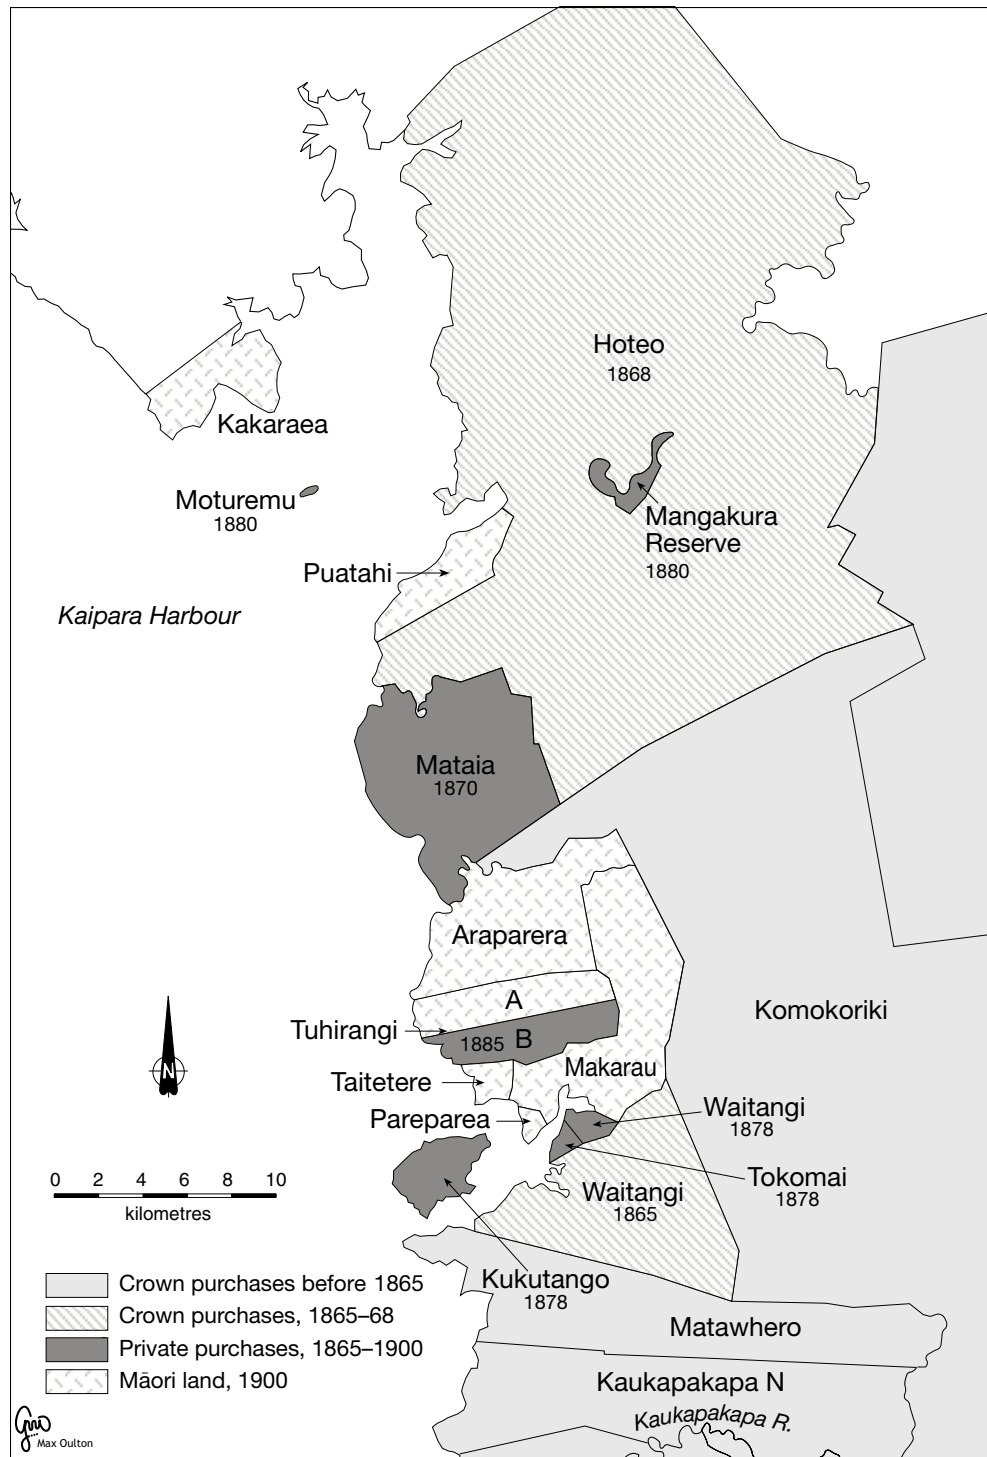 Hoteo
1868
Kakaraea
Moturemu
1880
Mangakura
Reserve
1880
Puatahi
Kaipara Harbour
Mataia
1870
Araparera
A
Komokoriki
Tuhirangi
1885 B
Makarau
Taitetere
Pareparea
Waitangi
1878
Tokomai
1878
Waitangi
1865
N
0 2 4 6 8 10
kilometres
Kukutango
1878
Crown purchases before 1865
Crown purchases, 1865–68
Private purchases, 1865–1900
Māori land, 1900
Matawhero
Kaukapakapa N
Kaukapakapa R.
Max Oulton